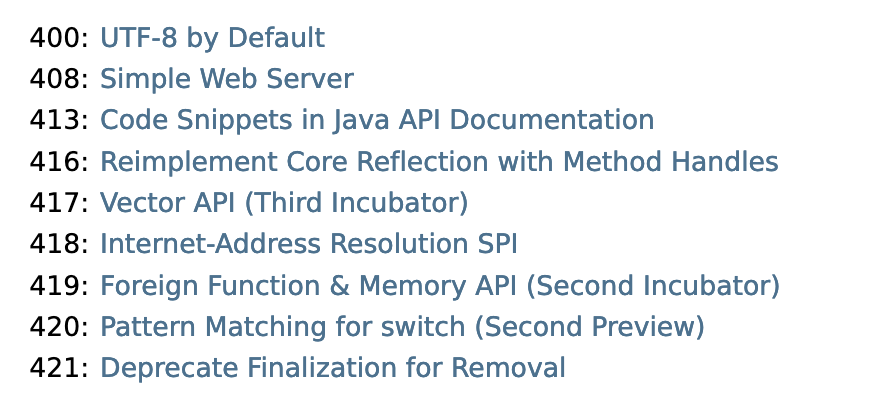 400: UTF-8 by Default
408: Simple Web Server
413: Code Snippets in Java API Documentation
416: Reimplement Core Reflection with Method Handles
417: Vector API (Third Incubator)
418: Internet-Address Resolution SPI
419: Foreign Function & Memory API (Second Incubator)
420: Pattern Matching for switch (Second Preview)
421: Deprecate Finalization for Removal